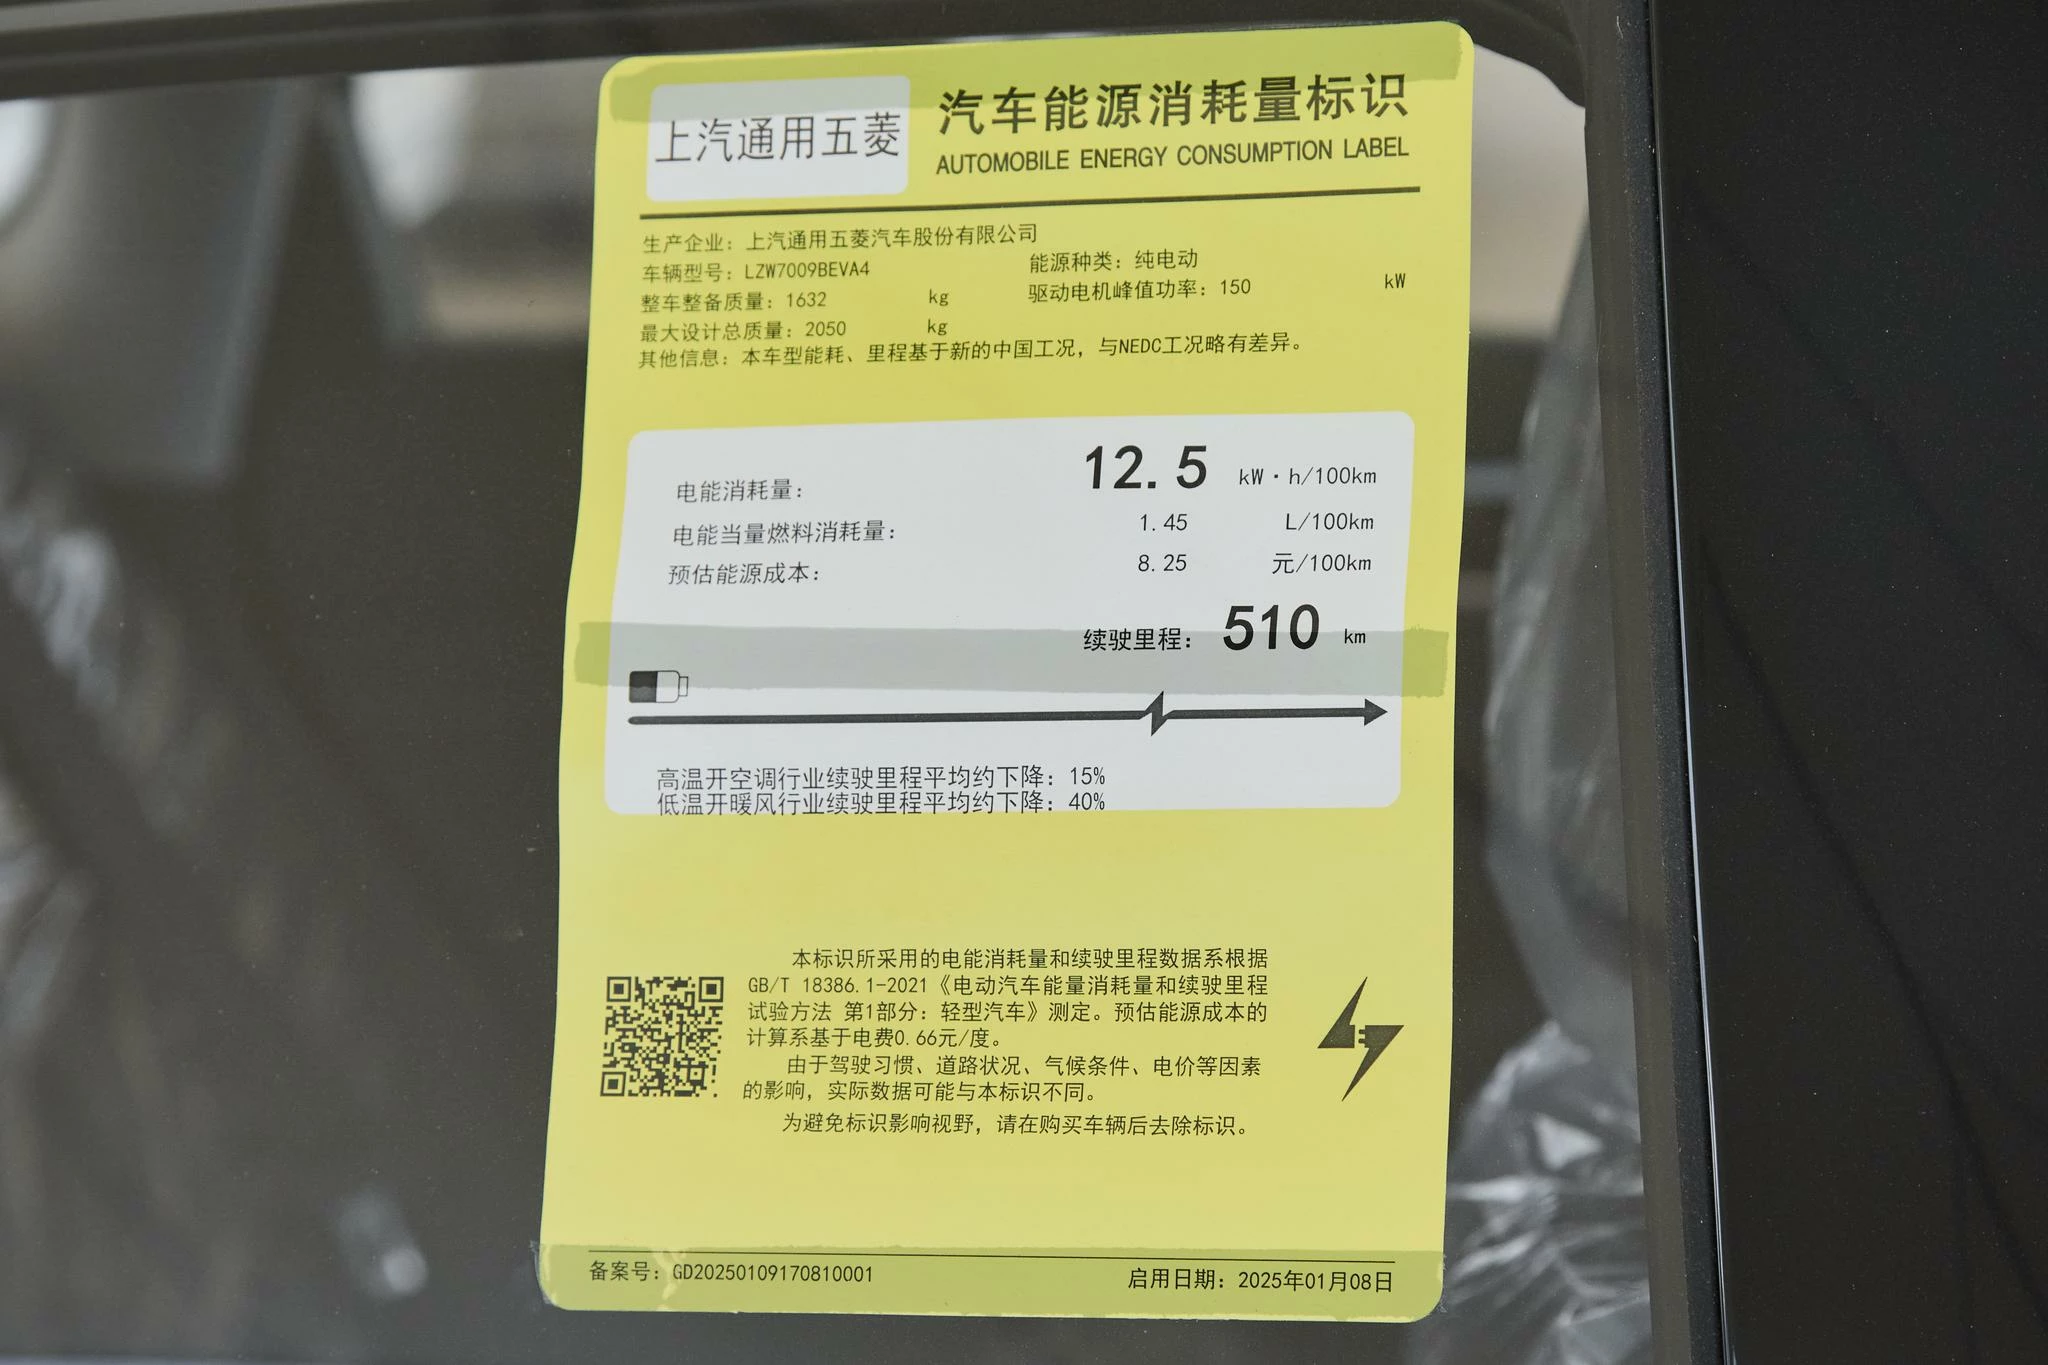 上汽通用五菱
汽车能源消耗量标识
AUTOMOBILE ENERGY CONSUMPTION LABEL
生产企业：上汽通用五菱汽车股份有限公司
车辆型号：LZW7009BEVA4 能源种类：纯电动
整车整备质量：1632 kg 驱动电机峰值功率：150 kW
最大设计总质量：2050 kg
其他信息：本车型能耗、里程基于新的中国工况，与NEDC工况略有差异。
电能消耗量： 12.5 kW·h/100km
电能当量燃料消耗量： 1.45 L/100km
预估能源成本： 8.25 元/100km
续驶里程： 510 km
高温开空调行业续驶里程平均约下降：15%
低温开暖风行业续驶里程平均约下降：40%
本标识所采用的电能消耗量和续驶里程数据系根据
GB/T 18386.1-2021《电动汽车能量消耗量和续驶里程
试验方法 第1部分：轻型汽车》测定。预估能源成本的
计算系基于电费0.66元/度。
由于驾驶习惯、道路状况、气候条件、电价等因素
的影响，实际数据可能与本标识不同。
为避免标识影响视野，请在购买车辆后去除标识。
备案号：GD20250109170810001 启用日期：2025年01月08日